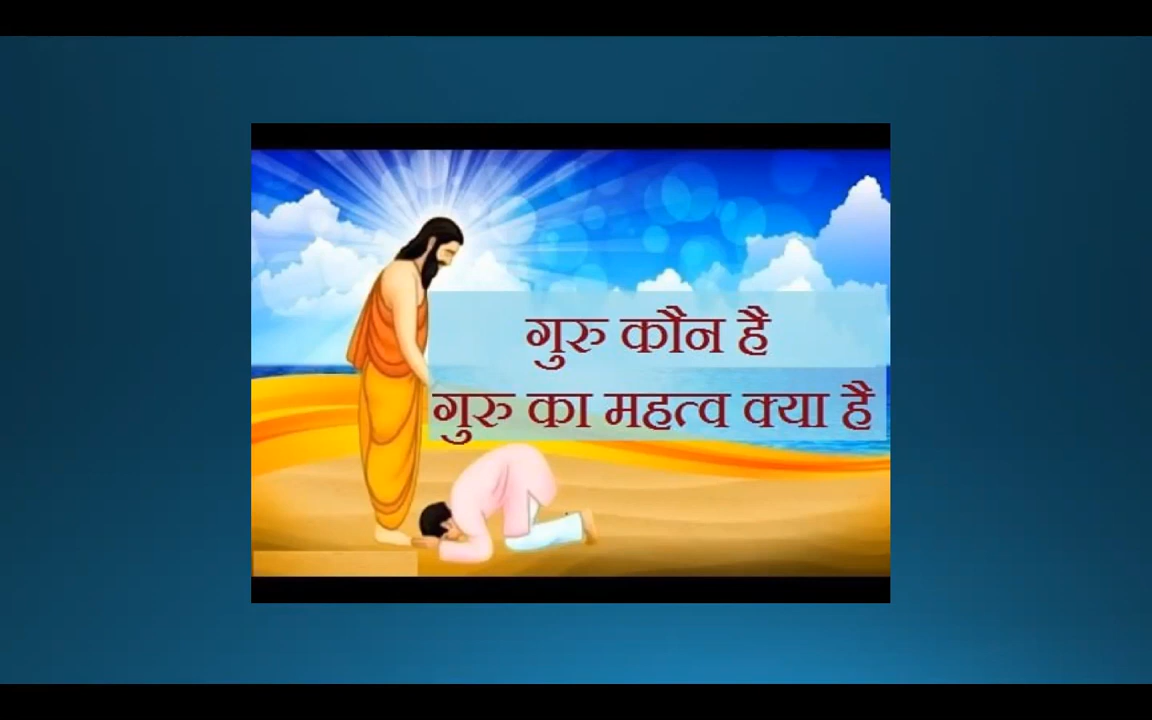 गुरु कौन है
गुरु का महत्व क्या है